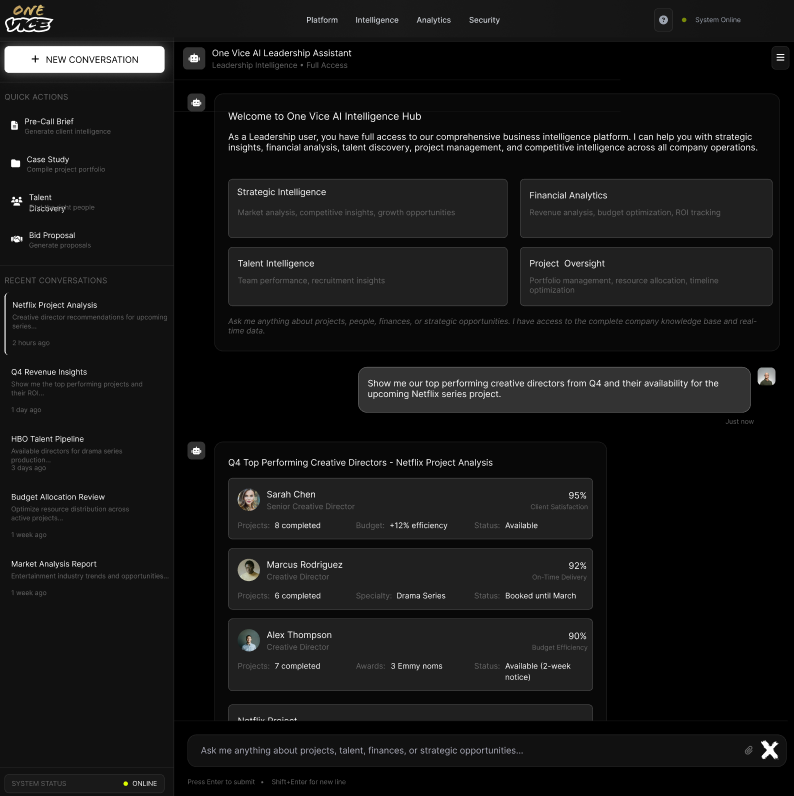 ONE
VICE
Platform
Intelligence
Analytics
Security
?
System Online
+ NEW CONVERSATION
QUICK ACTIONS
Pre-Call Brief
Generate client intelligence
Case Study
Compile project portfolio
Talent
Discovery
people
Bid Proposal
Generate proposals
RECENT CONVERSATIONS
Netflix Project Analysis
Creative director recommendations for upcoming
series...
2 hours ago
Q4 Revenue Insights
Show me the top performing projects and
their ROI...
1 day ago
HBO Talent Pipeline
Available directors for drama series
production...
3 days ago
Budget Allocation Review
Optimize resource distribution across
active projects...
1 week ago
Market Analysis Report
Entertainment industry trends and opportunities...
1 week ago
SYSTEM STATUS
ONLINE
One Vice AI Leadership Assistant
Leadership Intelligence • Full Access
Welcome to One Vice AI Intelligence Hub
As a Leadership user, you have full access to our comprehensive business intelligence platform. I can help you with strategic
insights, financial analysis, talent discovery, project management, and competitive intelligence across all company operations.
Strategic Intelligence
Market analysis, competitive insights, growth opportunities
Financial Analytics
Revenue analysis, budget optimization, ROI tracking
Talent Intelligence
Team performance, recruitment insights
Project Oversight
Portfolio management, resource allocation, timeline
optimization
Ask me anything about projects, people, finances, or strategic opportunities. I have access to the complete company knowledge base and real-
time data.
Show me our top performing creative directors from Q4 and their availability for the
upcoming Netflix series project.
Just now
Q4 Top Performing Creative Directors - Netflix Project Analysis
Sarah Chen
Senior Creative Director
95%
Client Satisfaction
Projects: 8 completed
Budget: +12% efficiency
Status: Available
Marcus Rodriguez
Creative Director
92%
On-Time Delivery
Projects: 6 completed
Specialty: Drama Series
Status: Booked until March
Alex Thompson
Creative Director
90%
Budget Efficiency
Projects: 7 completed
Awards: 3 Emmy noms
Status: Available (2-week
notice)
Netflix Project
Ask me anything about projects, talent, finances, or strategic opportunities...
Press Enter to submit • Shift+Enter for new line